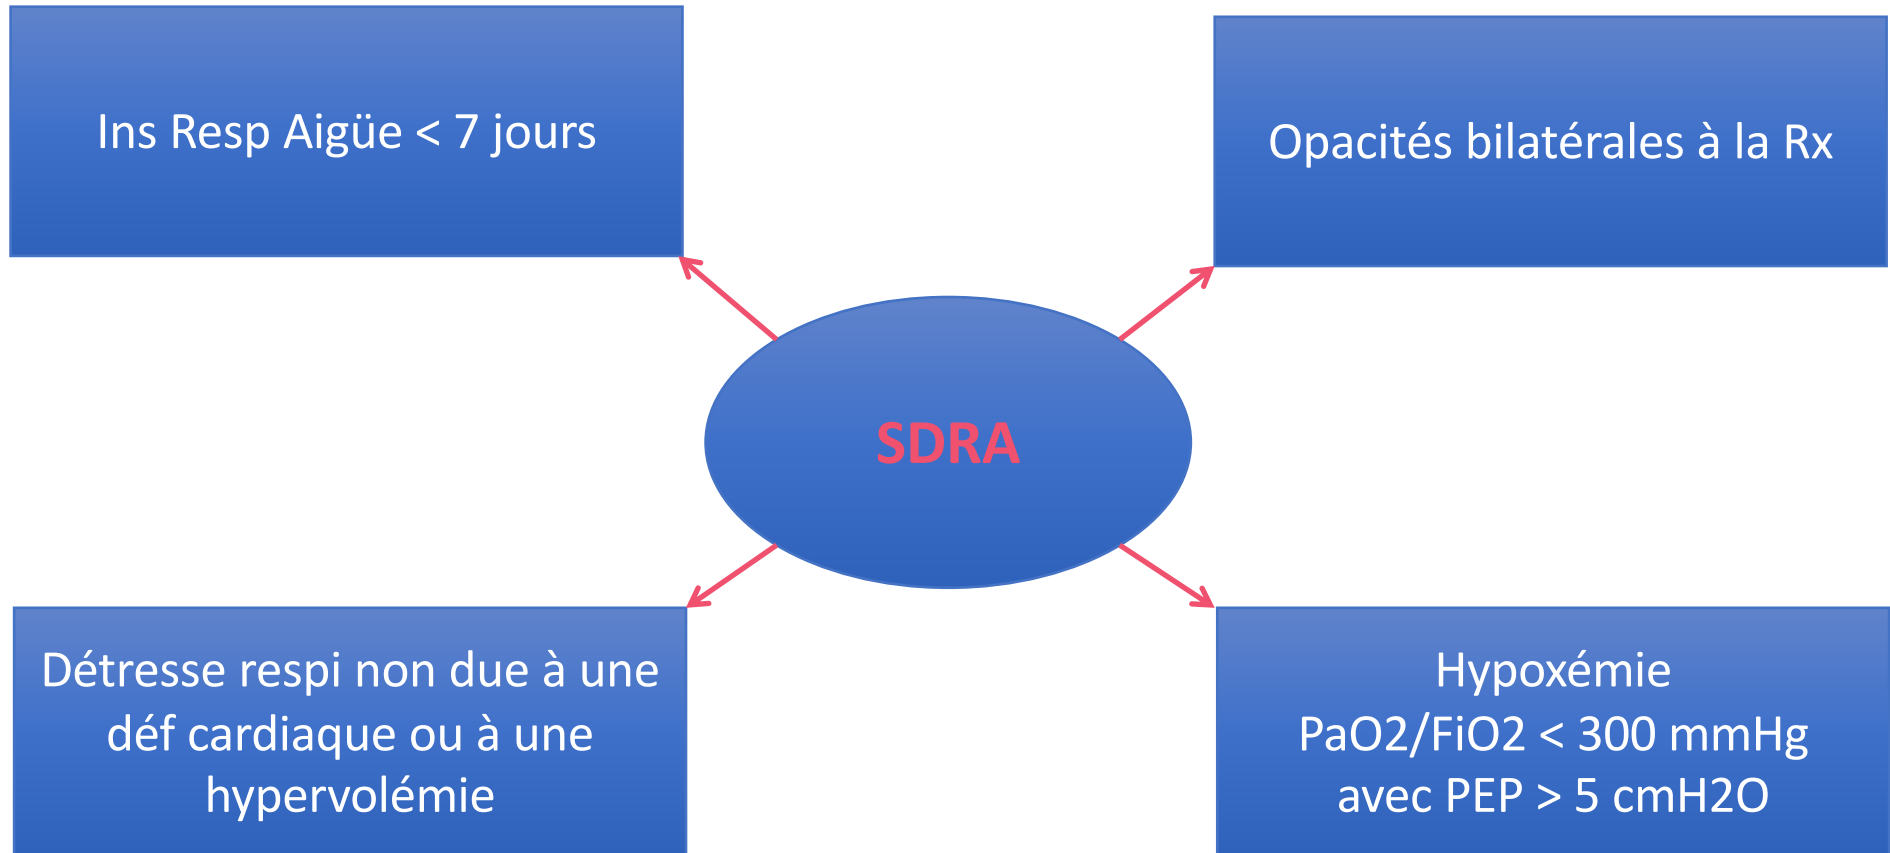 Ins Resp Aigüe < 7 jours
Opacités bilatérales à la Rx
SDRA
Détresse respi non due à une
déf cardiaque ou à une
hypervolémie
Hypoxémie
PaO2/FiO2 < 300 mmHg
avec PEP > 5 cmH2O